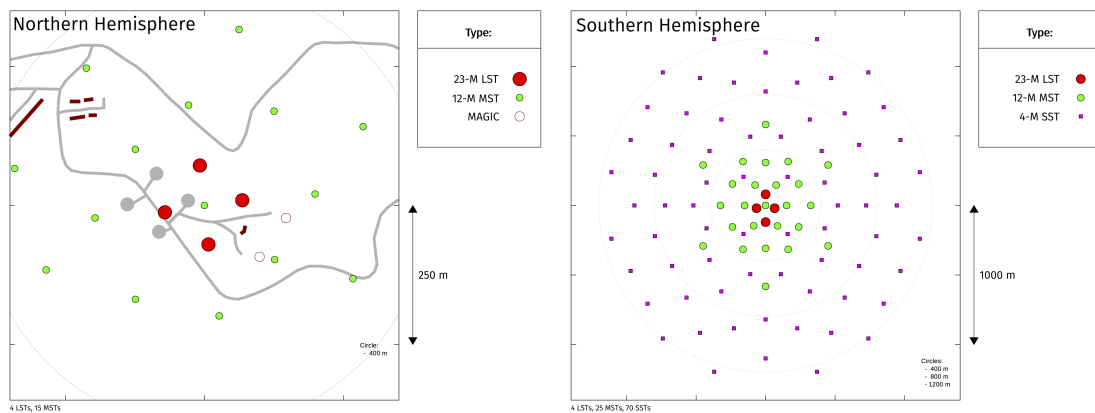 Northern Hemisphere
Type:
23-M LST
12-M MST
MAGIC
250 m
Circle:
- 400 m
4 LSTs, 15 MSTs
Southern Hemisphere
Type:
23-M LST
12-M MST
4-M SST
1000 m
Circles:
- 400 m
- 800 m
- 1200 m
4 LSTs, 25 MSTs, 70 SSTs